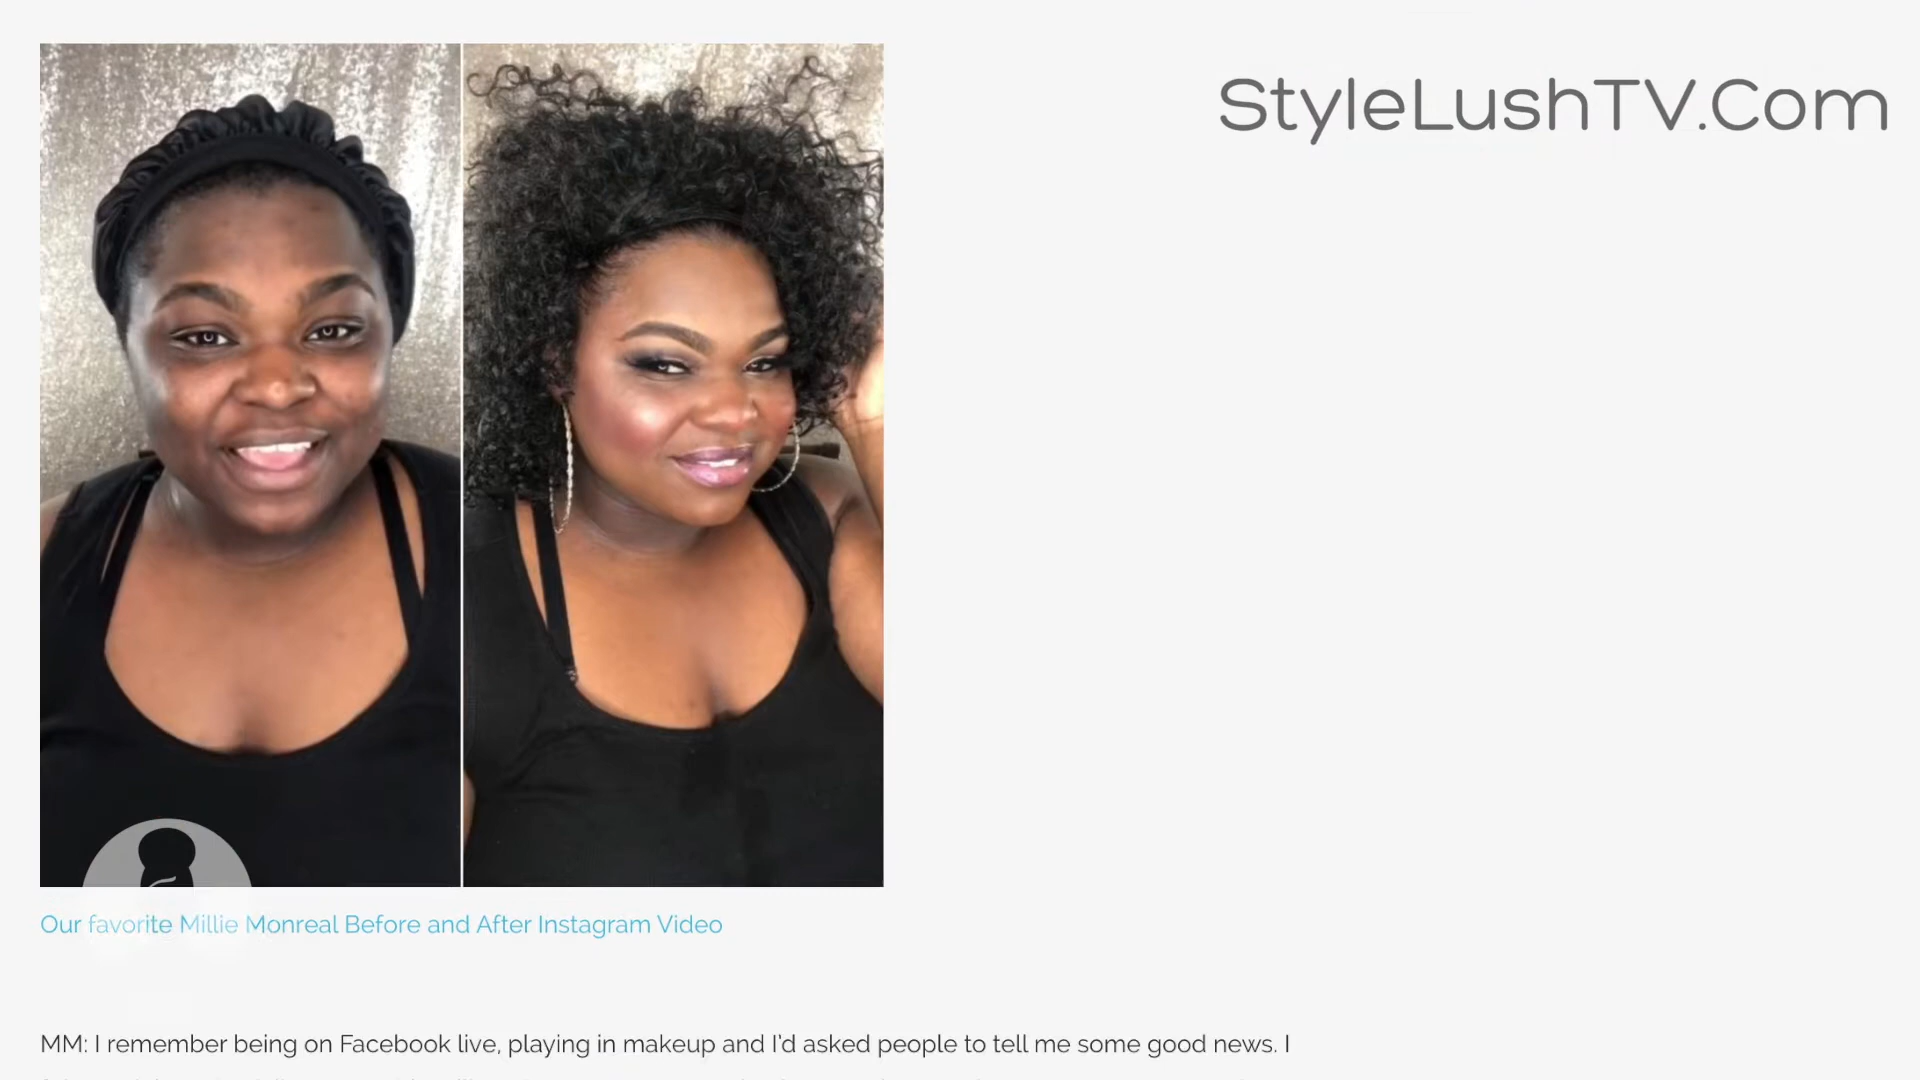 StyleLushTV.Com
Our favorite Millie Monreal Before and After Instagram Video
MM: I remember being on Facebook live, playing in makeup and I'd asked people to tell me some good news. I